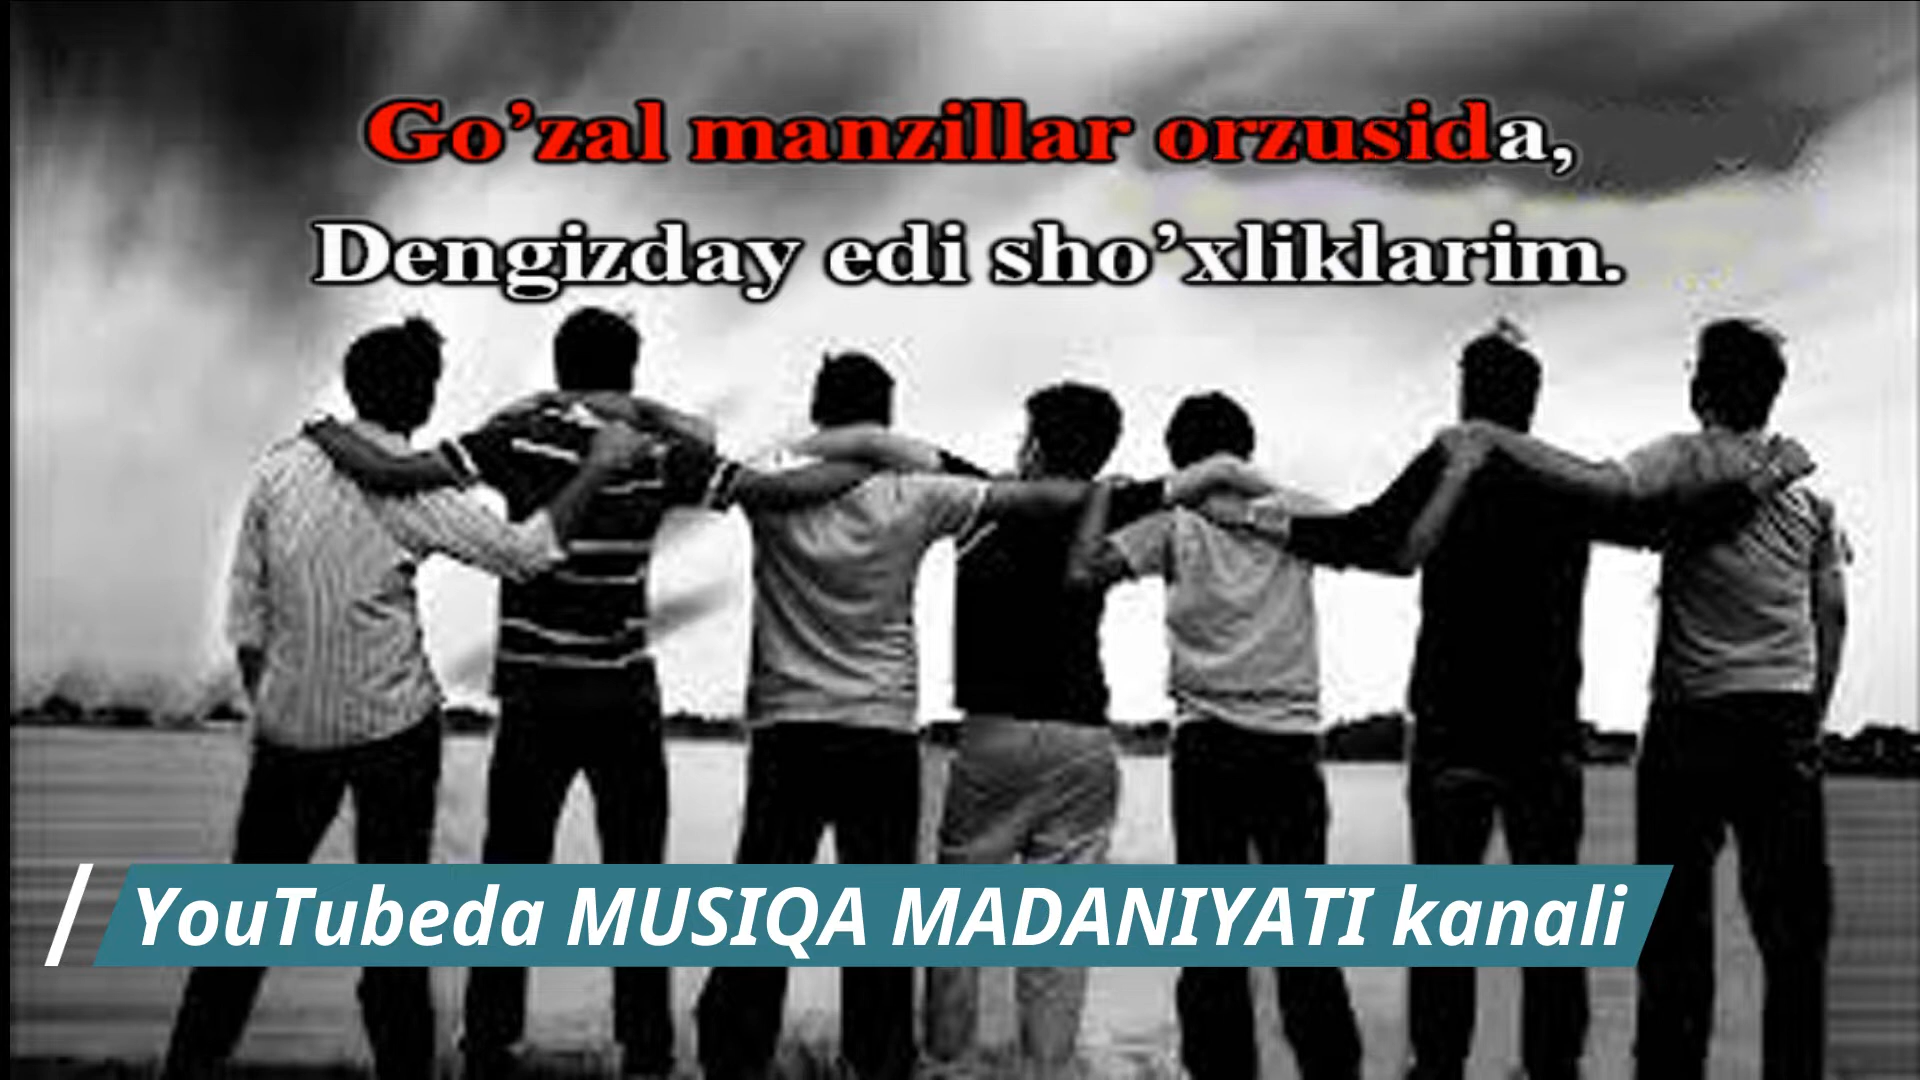 Go’zal manzillar orzusida,
Dengizday edi sho’xliklarim.
YouTubeda MUSIQA MADANIYATI kanali